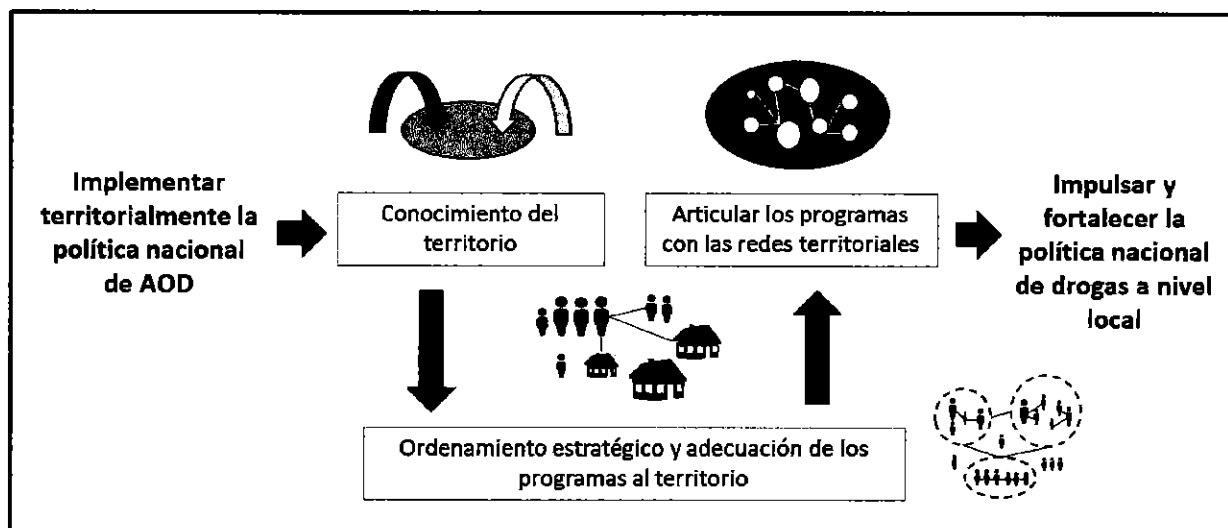 Implementar
territorialmente la
política nacional
de AOD
Conocimiento del
territorio
Articular los programas
con las redes territoriales
Impulsar y
fortalecer la
política nacional
de drogas a nivel
local
Ordenamiento estratégico y adecuación de los
programas al territorio